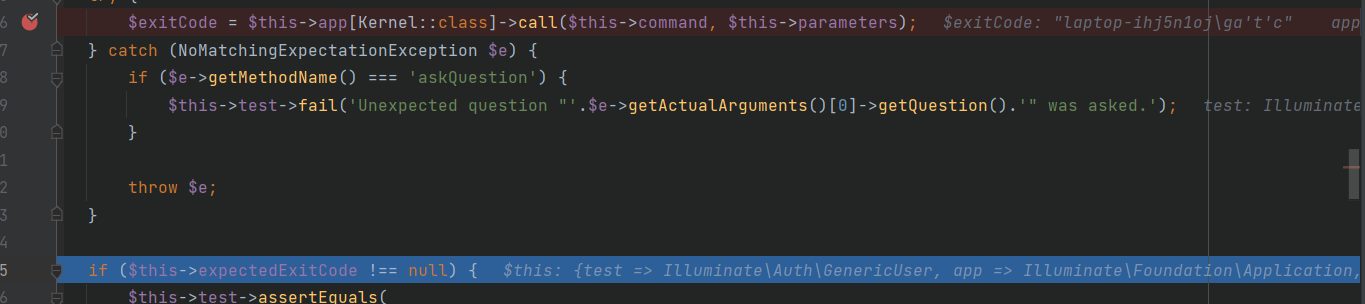 6 $exitCode = $this->app[Kernel::class]->call($this->command, $this->parameters); $exitCode: "laptop-ihj5n1oj\ga't'c" app
7 } catch (NoMatchingExpectationException $e) {
8 if ($e->getMethodName() === 'askQuestion') {
9 $this->test->fail('Unexpected question "'.$e->getActualArguments()[0]->getQuestion().'" was asked.'); test: Illuminate
0 }
1
2 throw $e;
3 }
4
5 if ($this->expectedExitCode !== null) { $this: {test => Illuminate\Auth\GenericUser, app => Illuminate\Foundation\Application,
6 $this->test->assertEquals(